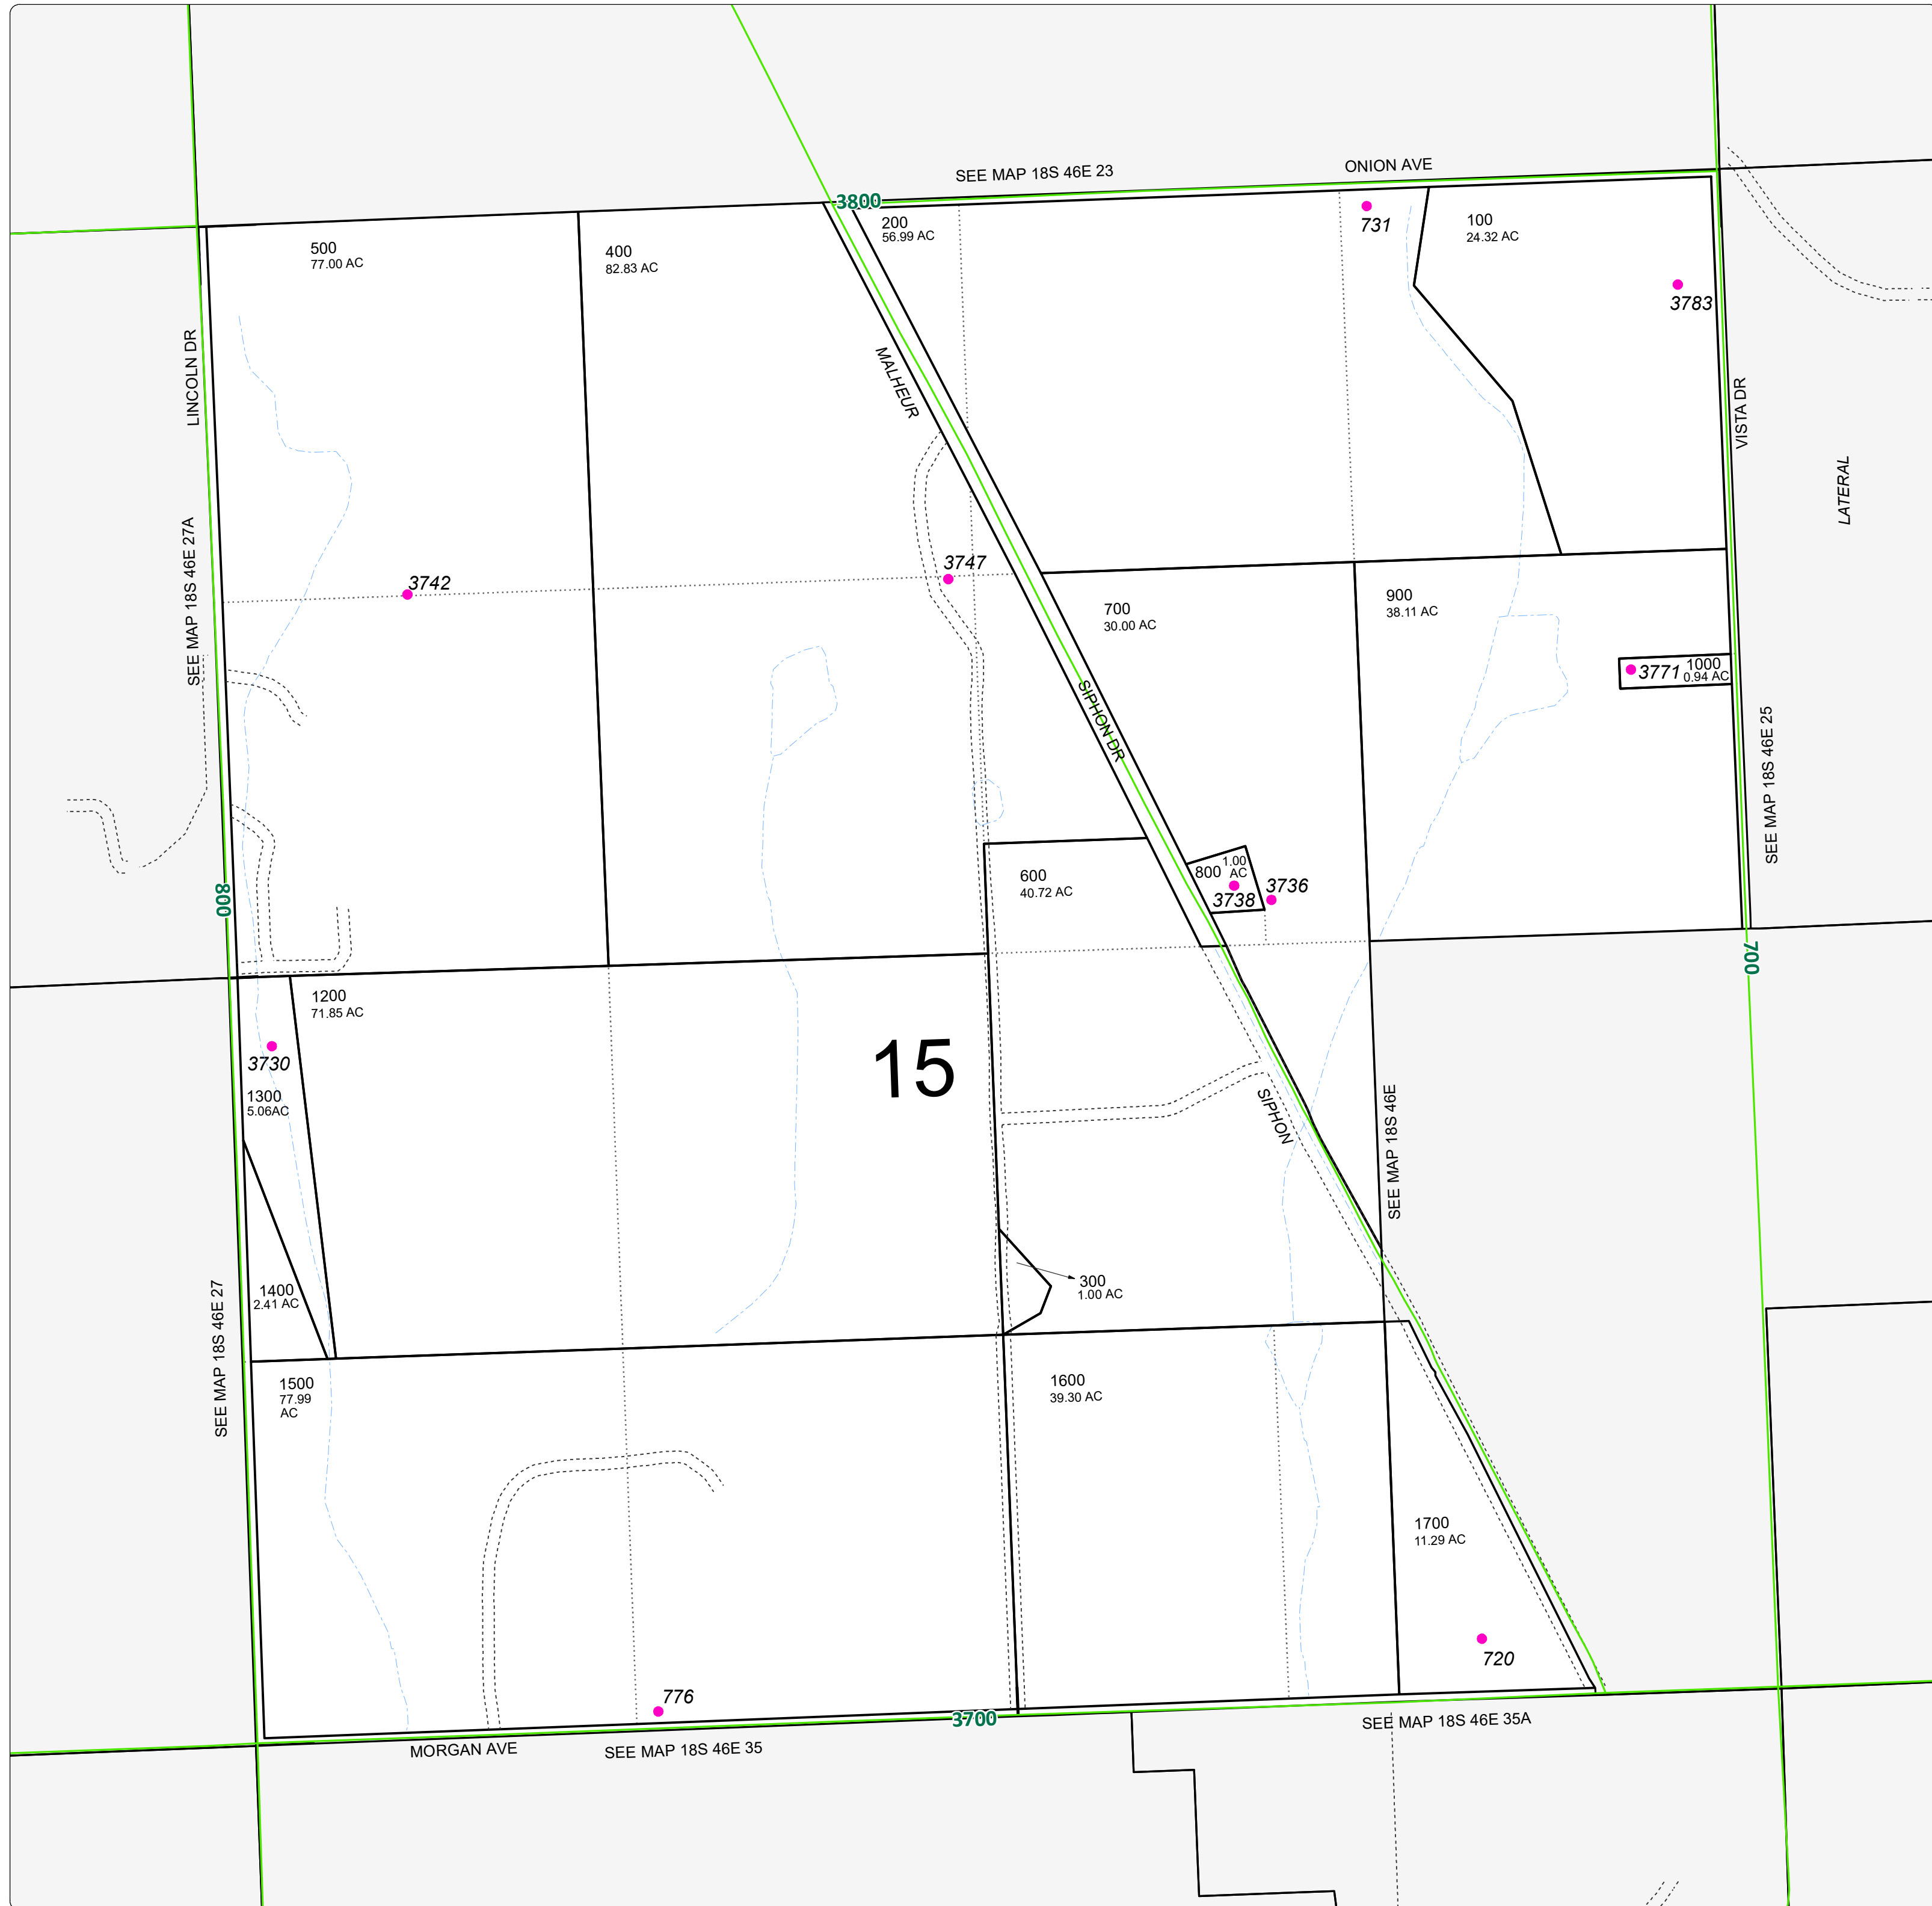 SEE MAP 18S 46E 23
ONION AVE
3800
200
56.99 AC
731
100
24.32 AC
500
77.00 AC
400
82.83 AC
3783
LINCOLN DR
MALHEUR
VISTA DR
LATERAL
SEE MAP 18S 46E 27A
3742
3747
700
30.00 AC
900
38.11 AC
3771
1000
0.94 AC
SIPHON DR
SEE MAP 18S 46E 25
800
600
40.72 AC
800
1.00
AC
3738
3736
700
1200
71.85 AC
3730
15
1300
5.06AC
SIPHON
SEE MAP 18S 46E
1400
2.41 AC
300
1.00 AC
SEE MAP 18S 46E 27
1500
77.99
AC
1600
39.30 AC
1700
11.29 AC
720
776
3700
MORGAN AVE
SEE MAP 18S 46E 35
SEE MAP 18S 46E 35A